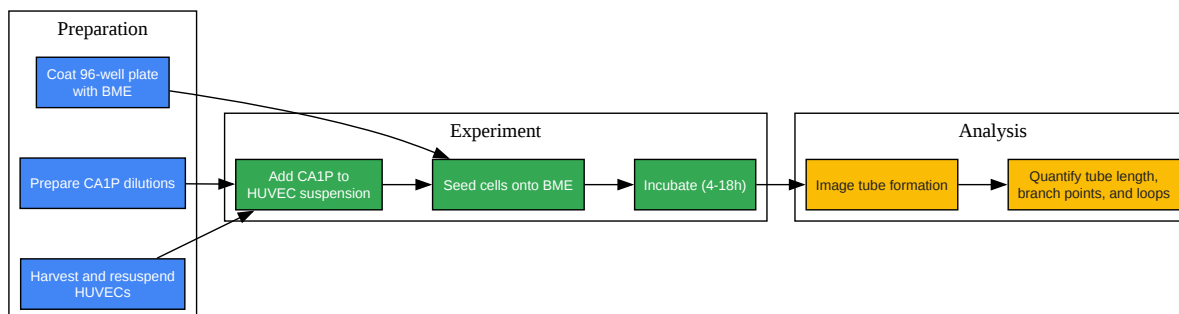 Preparation
Coat 96-well plate
with BME
Prepare CA1P dilutions
Harvest and resuspend
HUVECs
Experiment
Add CA1P to
HUVEC suspension
Seed cells onto BME
Incubate (4-18h)
Analysis
Image tube formation
Quantify tube length,
branch points, and loops